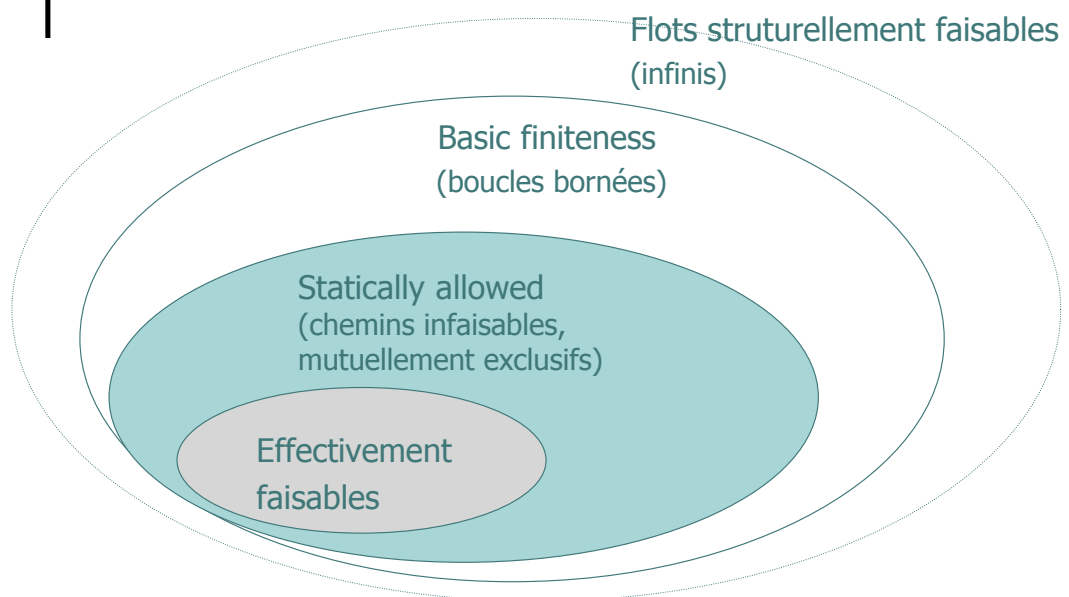 Flots struturellement faisables
(infinis)
Basic finiteness
(boucles bornées)
Statically allowed
(chemins infaisables,
mutuellement exclusifs)
Effectivement
faisables